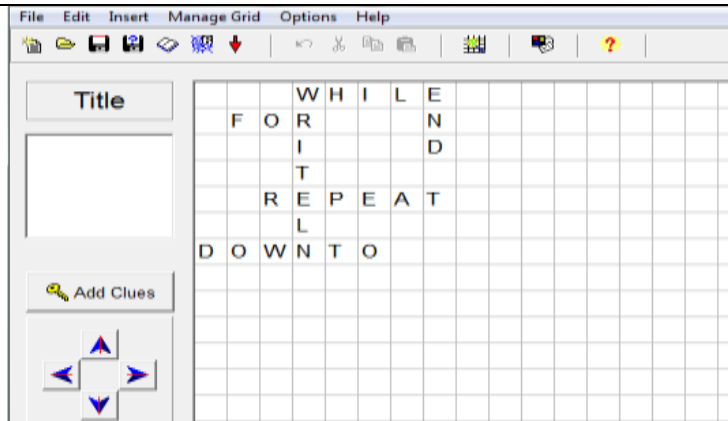 File Edit Insert Manage Grid Options Help
?
Title
W H I L E
F O R N
I D
T
R E P E A T
L
D O W N T O
Add Clues